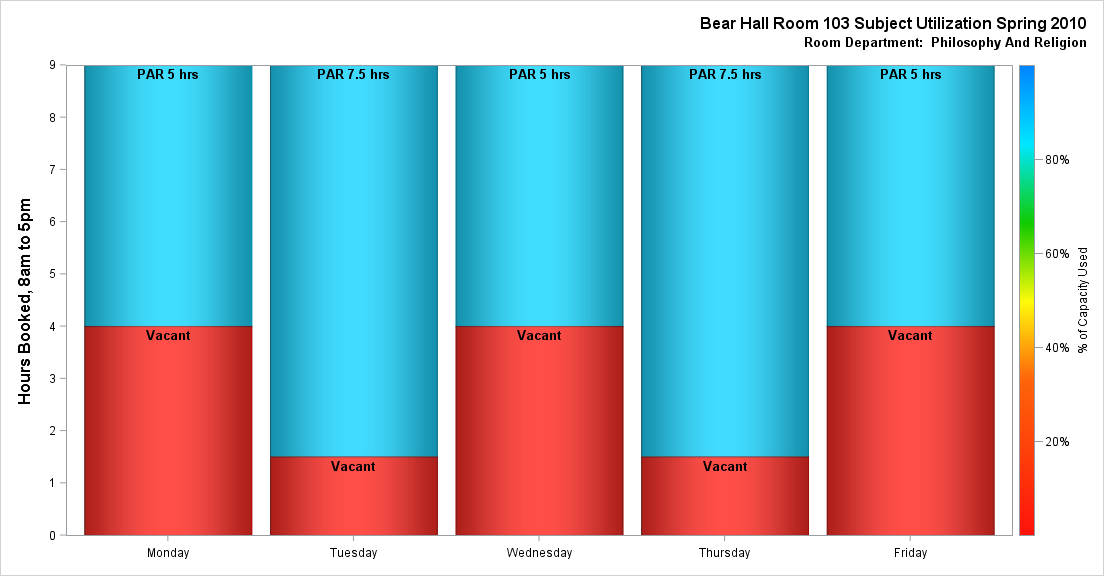 Bear Hall Room 103 Subject Utilization Spring 2010
Room Department:  Philosophy And Religion
Hours Booked, 8am to 5pm
9
8
7
6
5
4
3
2
1
0
PAR 5 hrs
PAR 7.5 hrs
PAR 5 hrs
PAR 7.5 hrs
PAR 5 hrs
Vacant
Vacant
Vacant
Vacant
Vacant
Monday
Tuesday
Wednesday
Thursday
Friday
80%
60%
40%
20%
% of Capacity Used